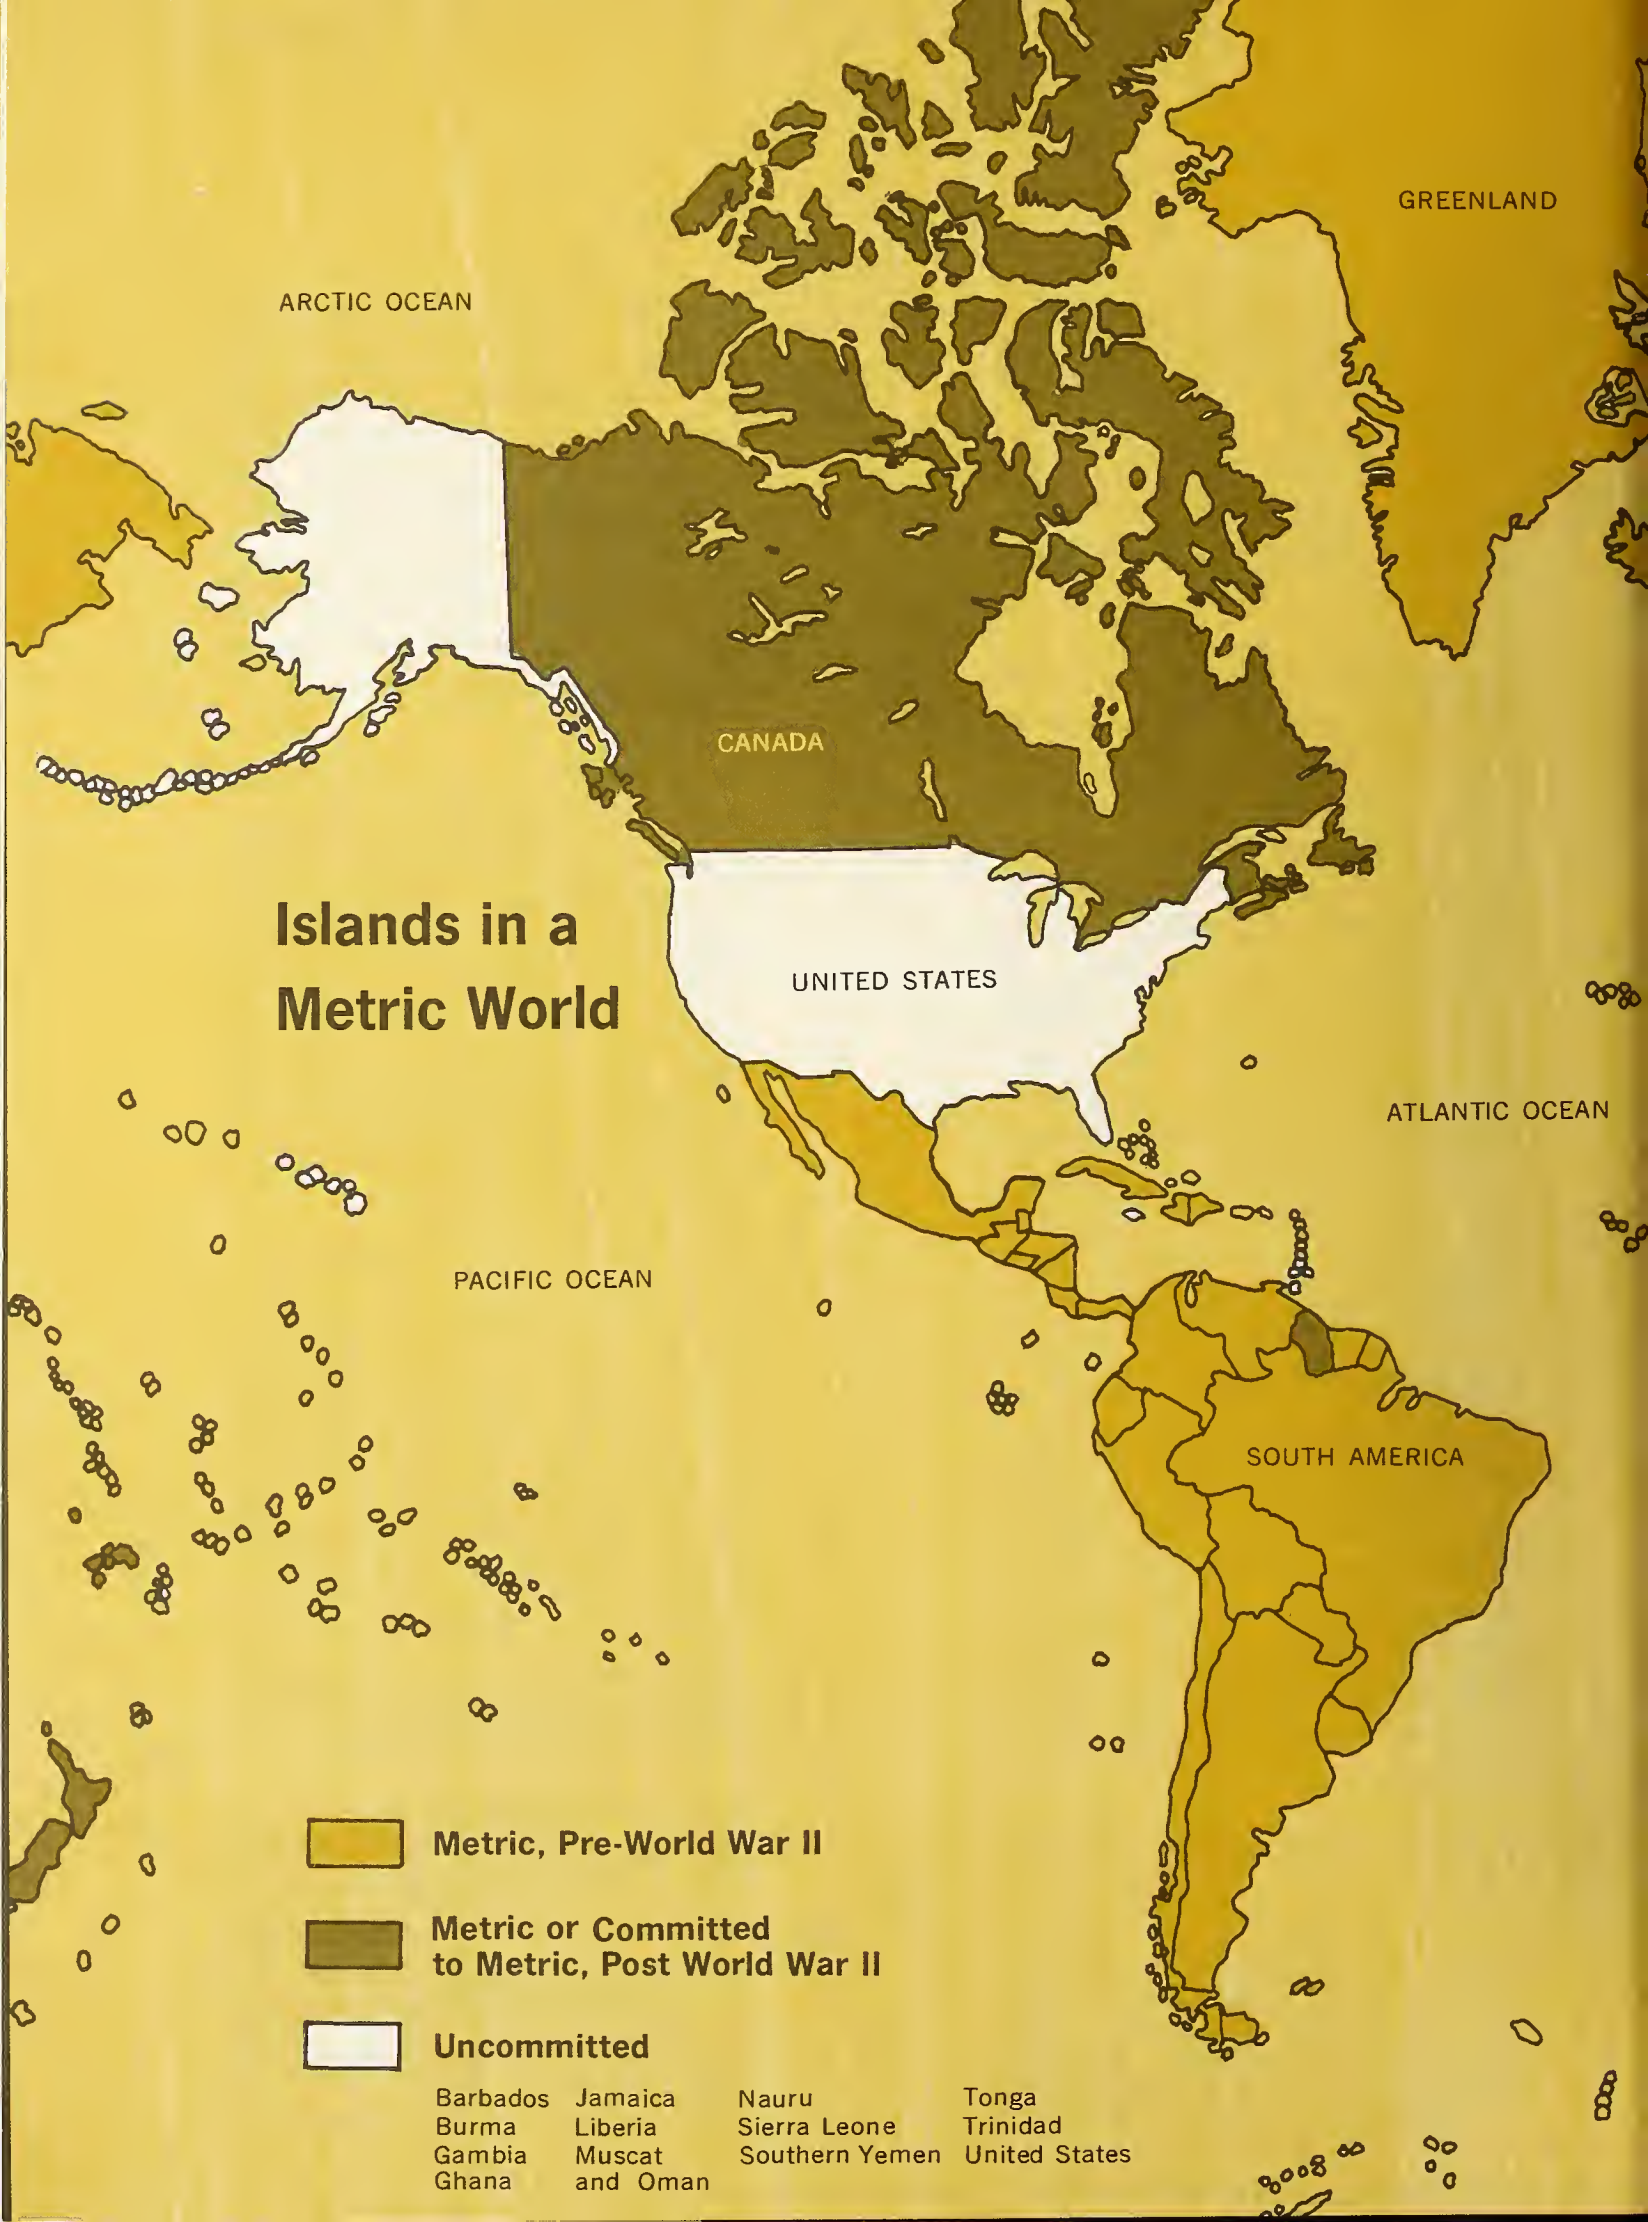 GREENLAND
ARCTIC OCEAN
CANADA
Islands in a
Metric World
UNITED STATES
ATLANTIC OCEAN
PACIFIC OCEAN
SOUTH AMERICA
Metric, Pre-World War II
Metric or Committed
to Metric, Post World War II
Uncommitted
Barbados Jamaica Nauru Tonga
Burma Liberia Sierra Leone Trinidad
Gambia Muscat Southern Yemen United States
Ghana and Oman